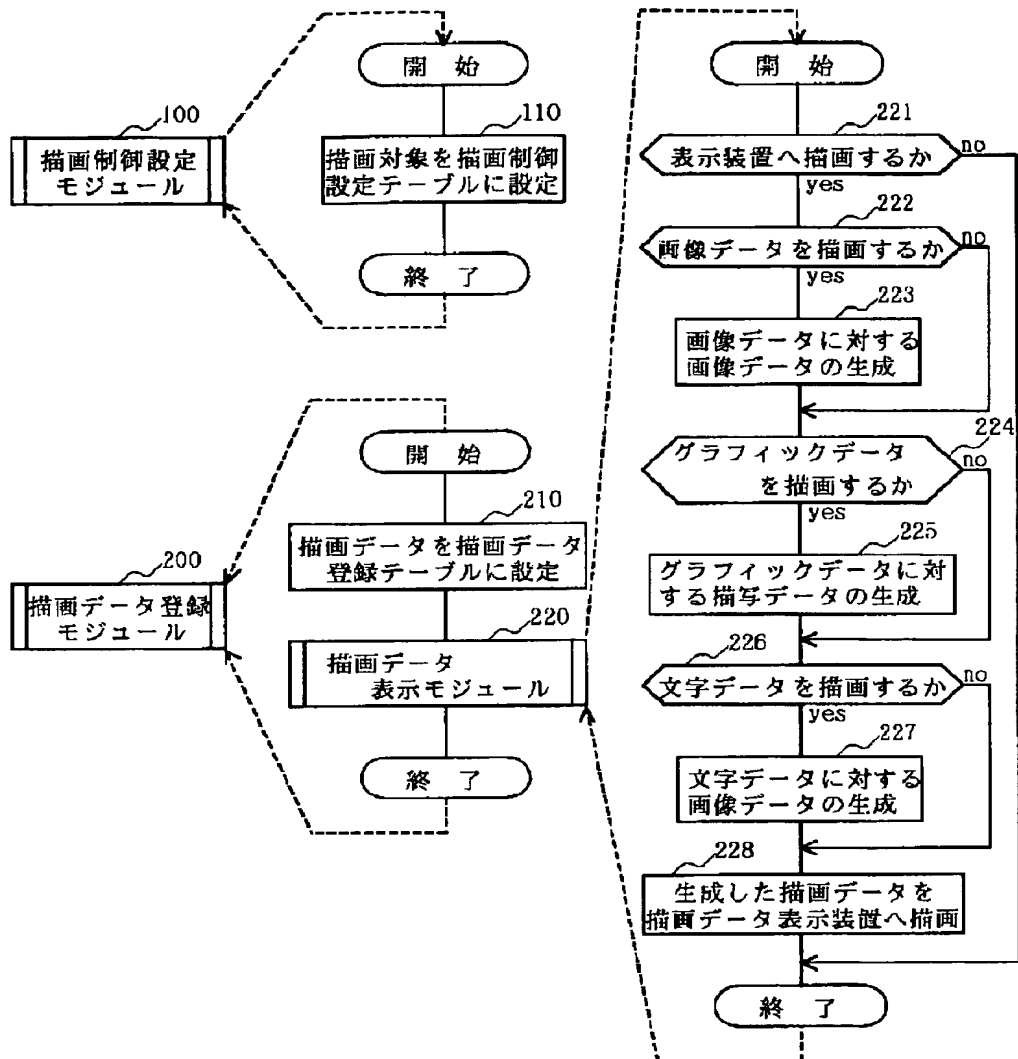 100
描画制御設定
モジュール
開 始
110
描画対象を描画制御
設定テーブルに設定
終 了
200
描画データ登録
モジュール
開 始
210
描画データを描画データ
登録テーブルに設定
220
描画データ
表示モジュール
終 了
開 始
221
表示装置へ描画するか
no
yes
222
画像データを描画するか
no
yes
223
画像データに対する
画像データの生成
224
グラフィックデータ
を描画するか
no
yes
225
グラフィックデータに対
する描写データの生成
226
文字データを描画するか
no
yes
227
文字データに対する
画像データの生成
228
生成した描画データを
描画データ表示装置へ描画
終 了